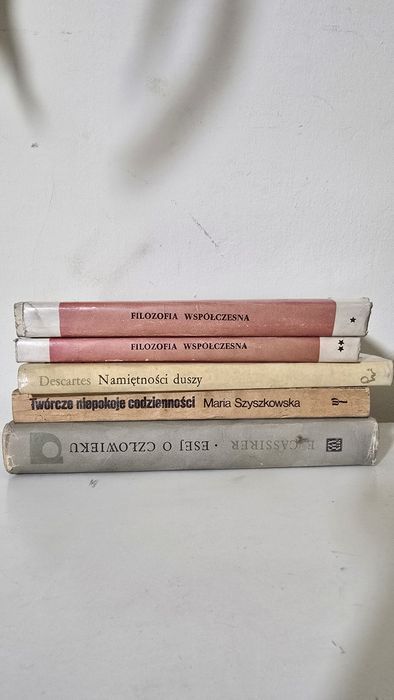 FILOZOFIA WSPÓŁCZESNA *
FILOZOFIA WSPÓŁCZESNA **
Descartes Namiętności duszy
Twórcze niepokoje codzienności Maria Szyszkowska
E. CASSIRER · ESEJ O CZŁOWIEKU